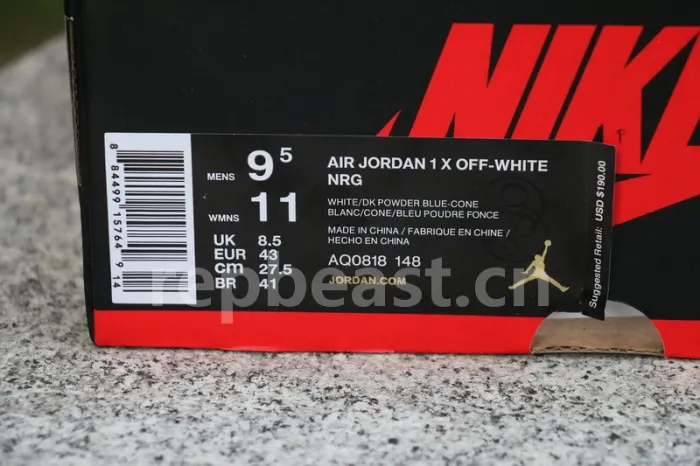 NIKE
8 84499 15764 9 14
MENS 9⁵
WMNS 11
UK 8.5
EUR 43
cm 27.5
BR 41
AIR JORDAN 1 X OFF-WHITE
NRG
WHITE/DK POWDER BLUE-CONE
BLANC/CONE/BLEU POUDRE FONCE
MADE IN CHINA / FABRIQUE EN CHINE /
HECHO EN CHINA
AQ0818 148
JORDAN.COM
Suggested Retail: USD $190.00
repbeast.cn